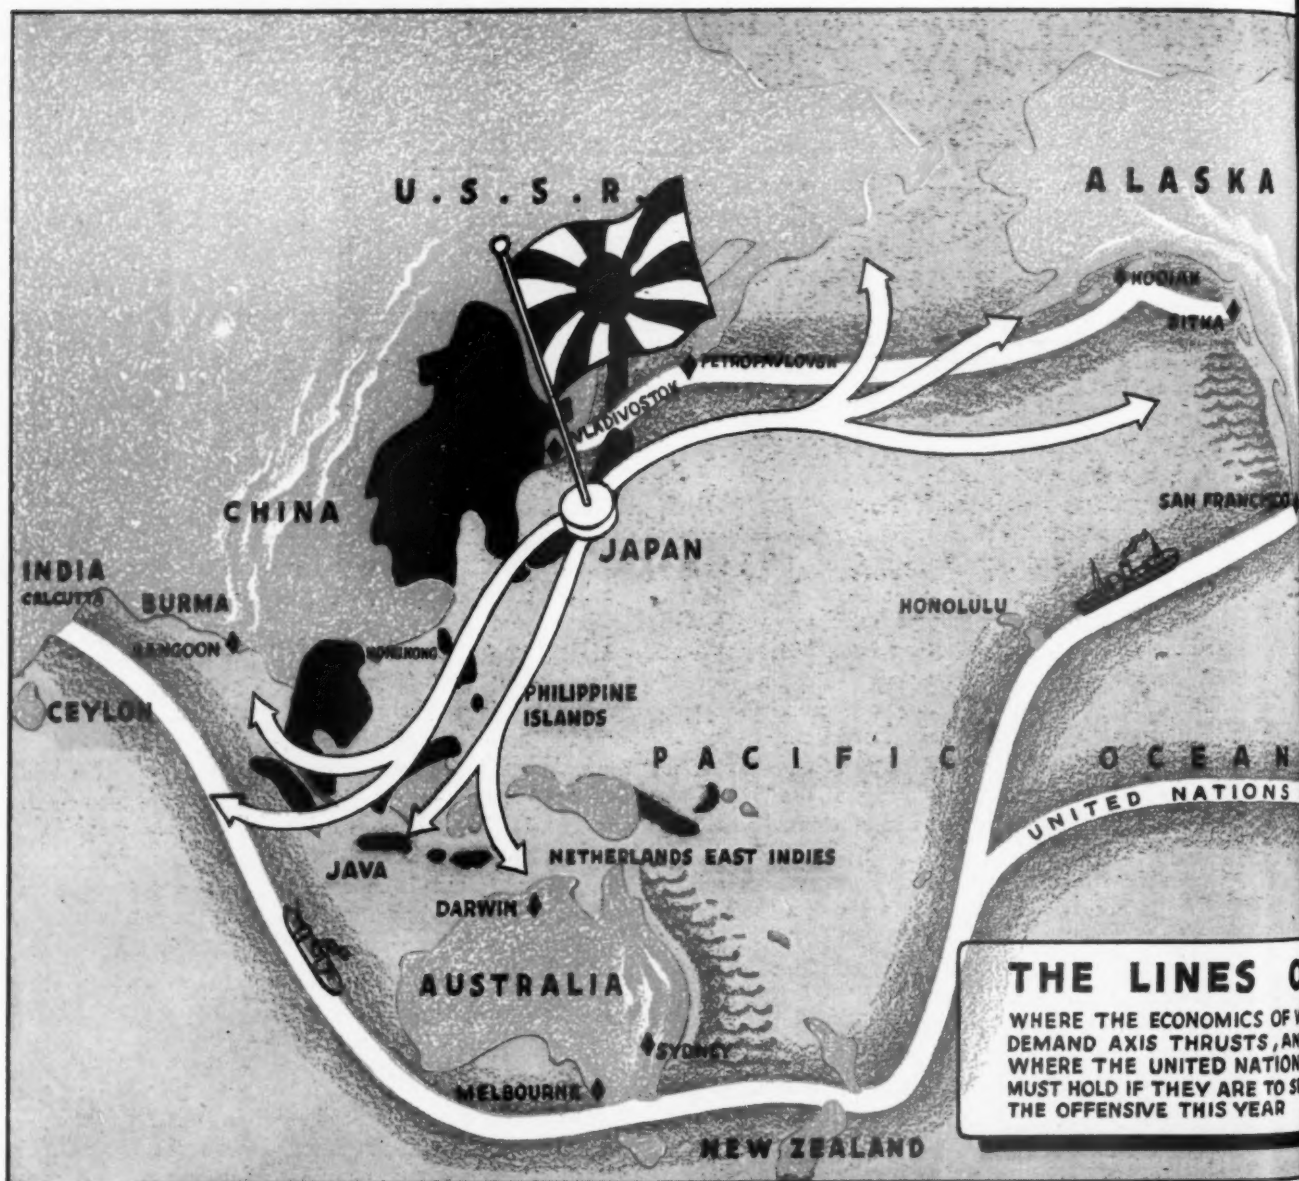 U.S.S.R.
ALASKA
KODIAK
SITKA
PETROPAVLOVSK
VLADIVOSTOK
CHINA
SAN FRANCISCO
JAPAN
INDIA
CALCUTTA
BURMA
HONOLULU
RANGOON
HONGKONG
CEYLON
PHILIPPINE
ISLANDS
PACIFIC OCEAN
UNITED NATIONS
JAVA
NETHERLANDS EAST INDIES
DARWIN
AUSTRALIA
SYDNEY
MELBOURNE
NEW ZEALAND
THE LINES
WHERE THE ECONOMICS OF
DEMAND AXIS THRUSTS,
WHERE THE UNITED NATION
MUST HOLD IF THEY ARE TO
THE OFFENSIVE THIS YEAR